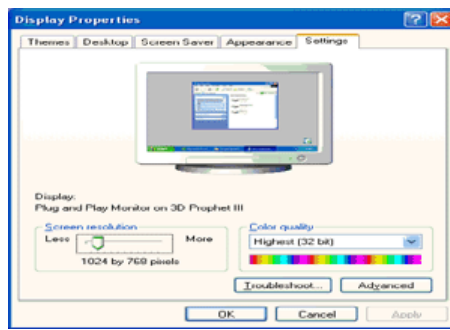 Display Properties
Themes Desktop Screen Saver Appearance Settings
Display:
Plug and Play Monitor on 3D Prophet III
Screen resolution
Less More
1024 by 768 pixels
Color quality
Highest (32 bit)
Troubleshoot... Advanced
OK Cancel Apply